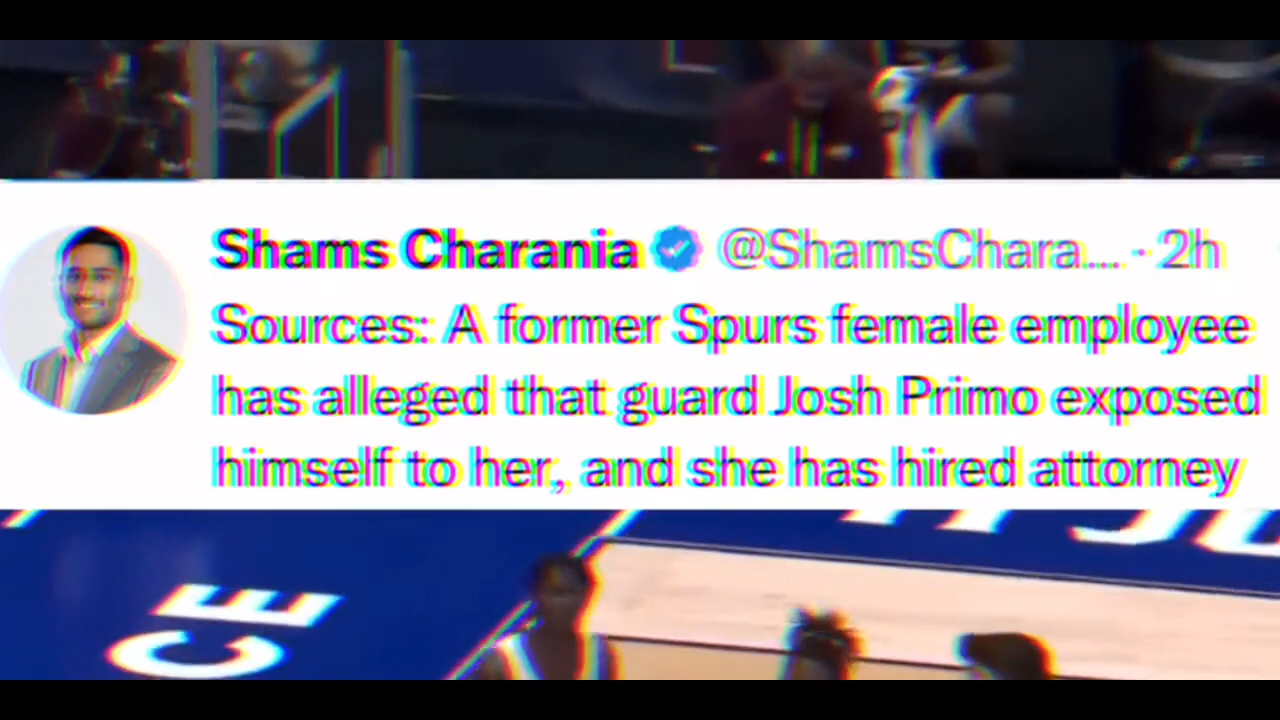 Shams Charania @ShamsChara.... · 2h
Sources: A former Spurs female employee
has alleged that guard Josh Primo exposed
himself to her, and she has hired attorney
CE